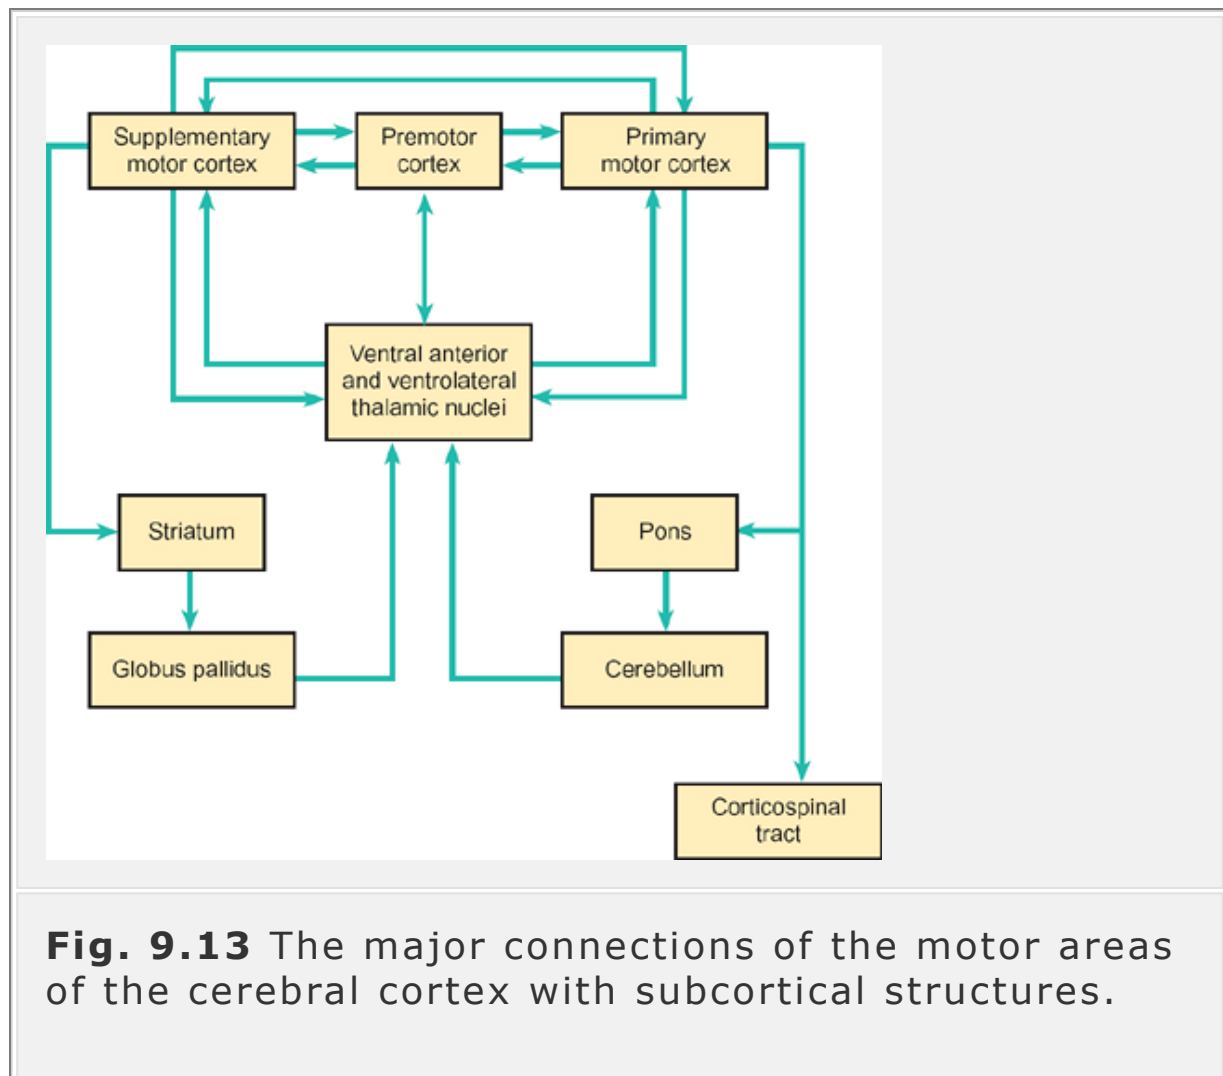 Supplementary
motor cortex
Premotor
cortex
Primary
motor cortex
Ventral anterior
and ventrolateral
thalamic nuclei
Striatum
Pons
Globus pallidus
Cerebellum
Corticospinal
tract
Fig. 9.13 The major connections of the motor areas
of the cerebral cortex with subcortical structures.